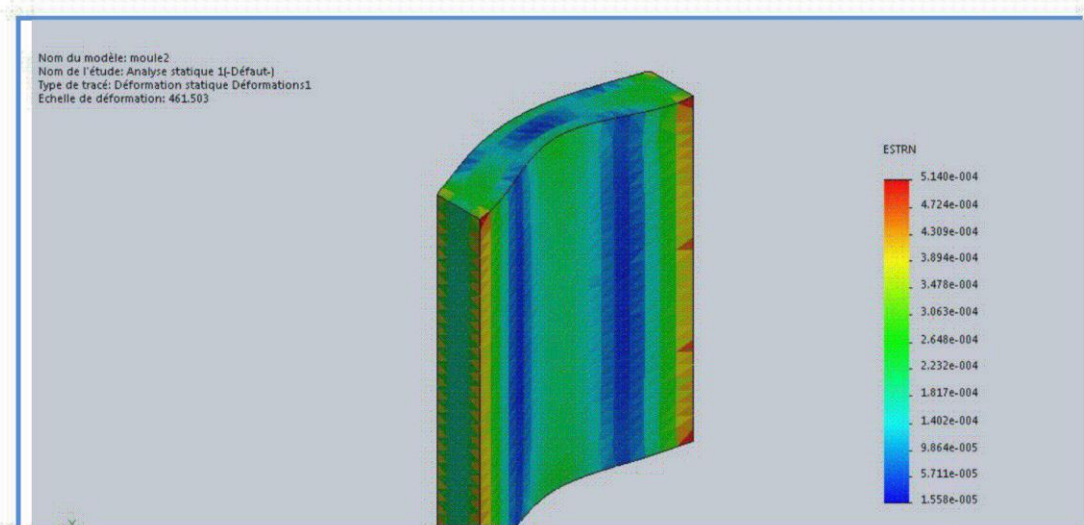 Nom du modèle: moule2
Nom de l'étude: Analyse statique 1(-Défaut-)
Type de tracé: Déformation statique Déformations1
Echelle de déformation: 461.503
ESTRN
5.140e-004
4.724e-004
4.309e-004
3.894e-004
3.478e-004
3.063e-004
2.648e-004
2.232e-004
1.817e-004
1.402e-004
9.864e-005
5.711e-005
1.558e-005